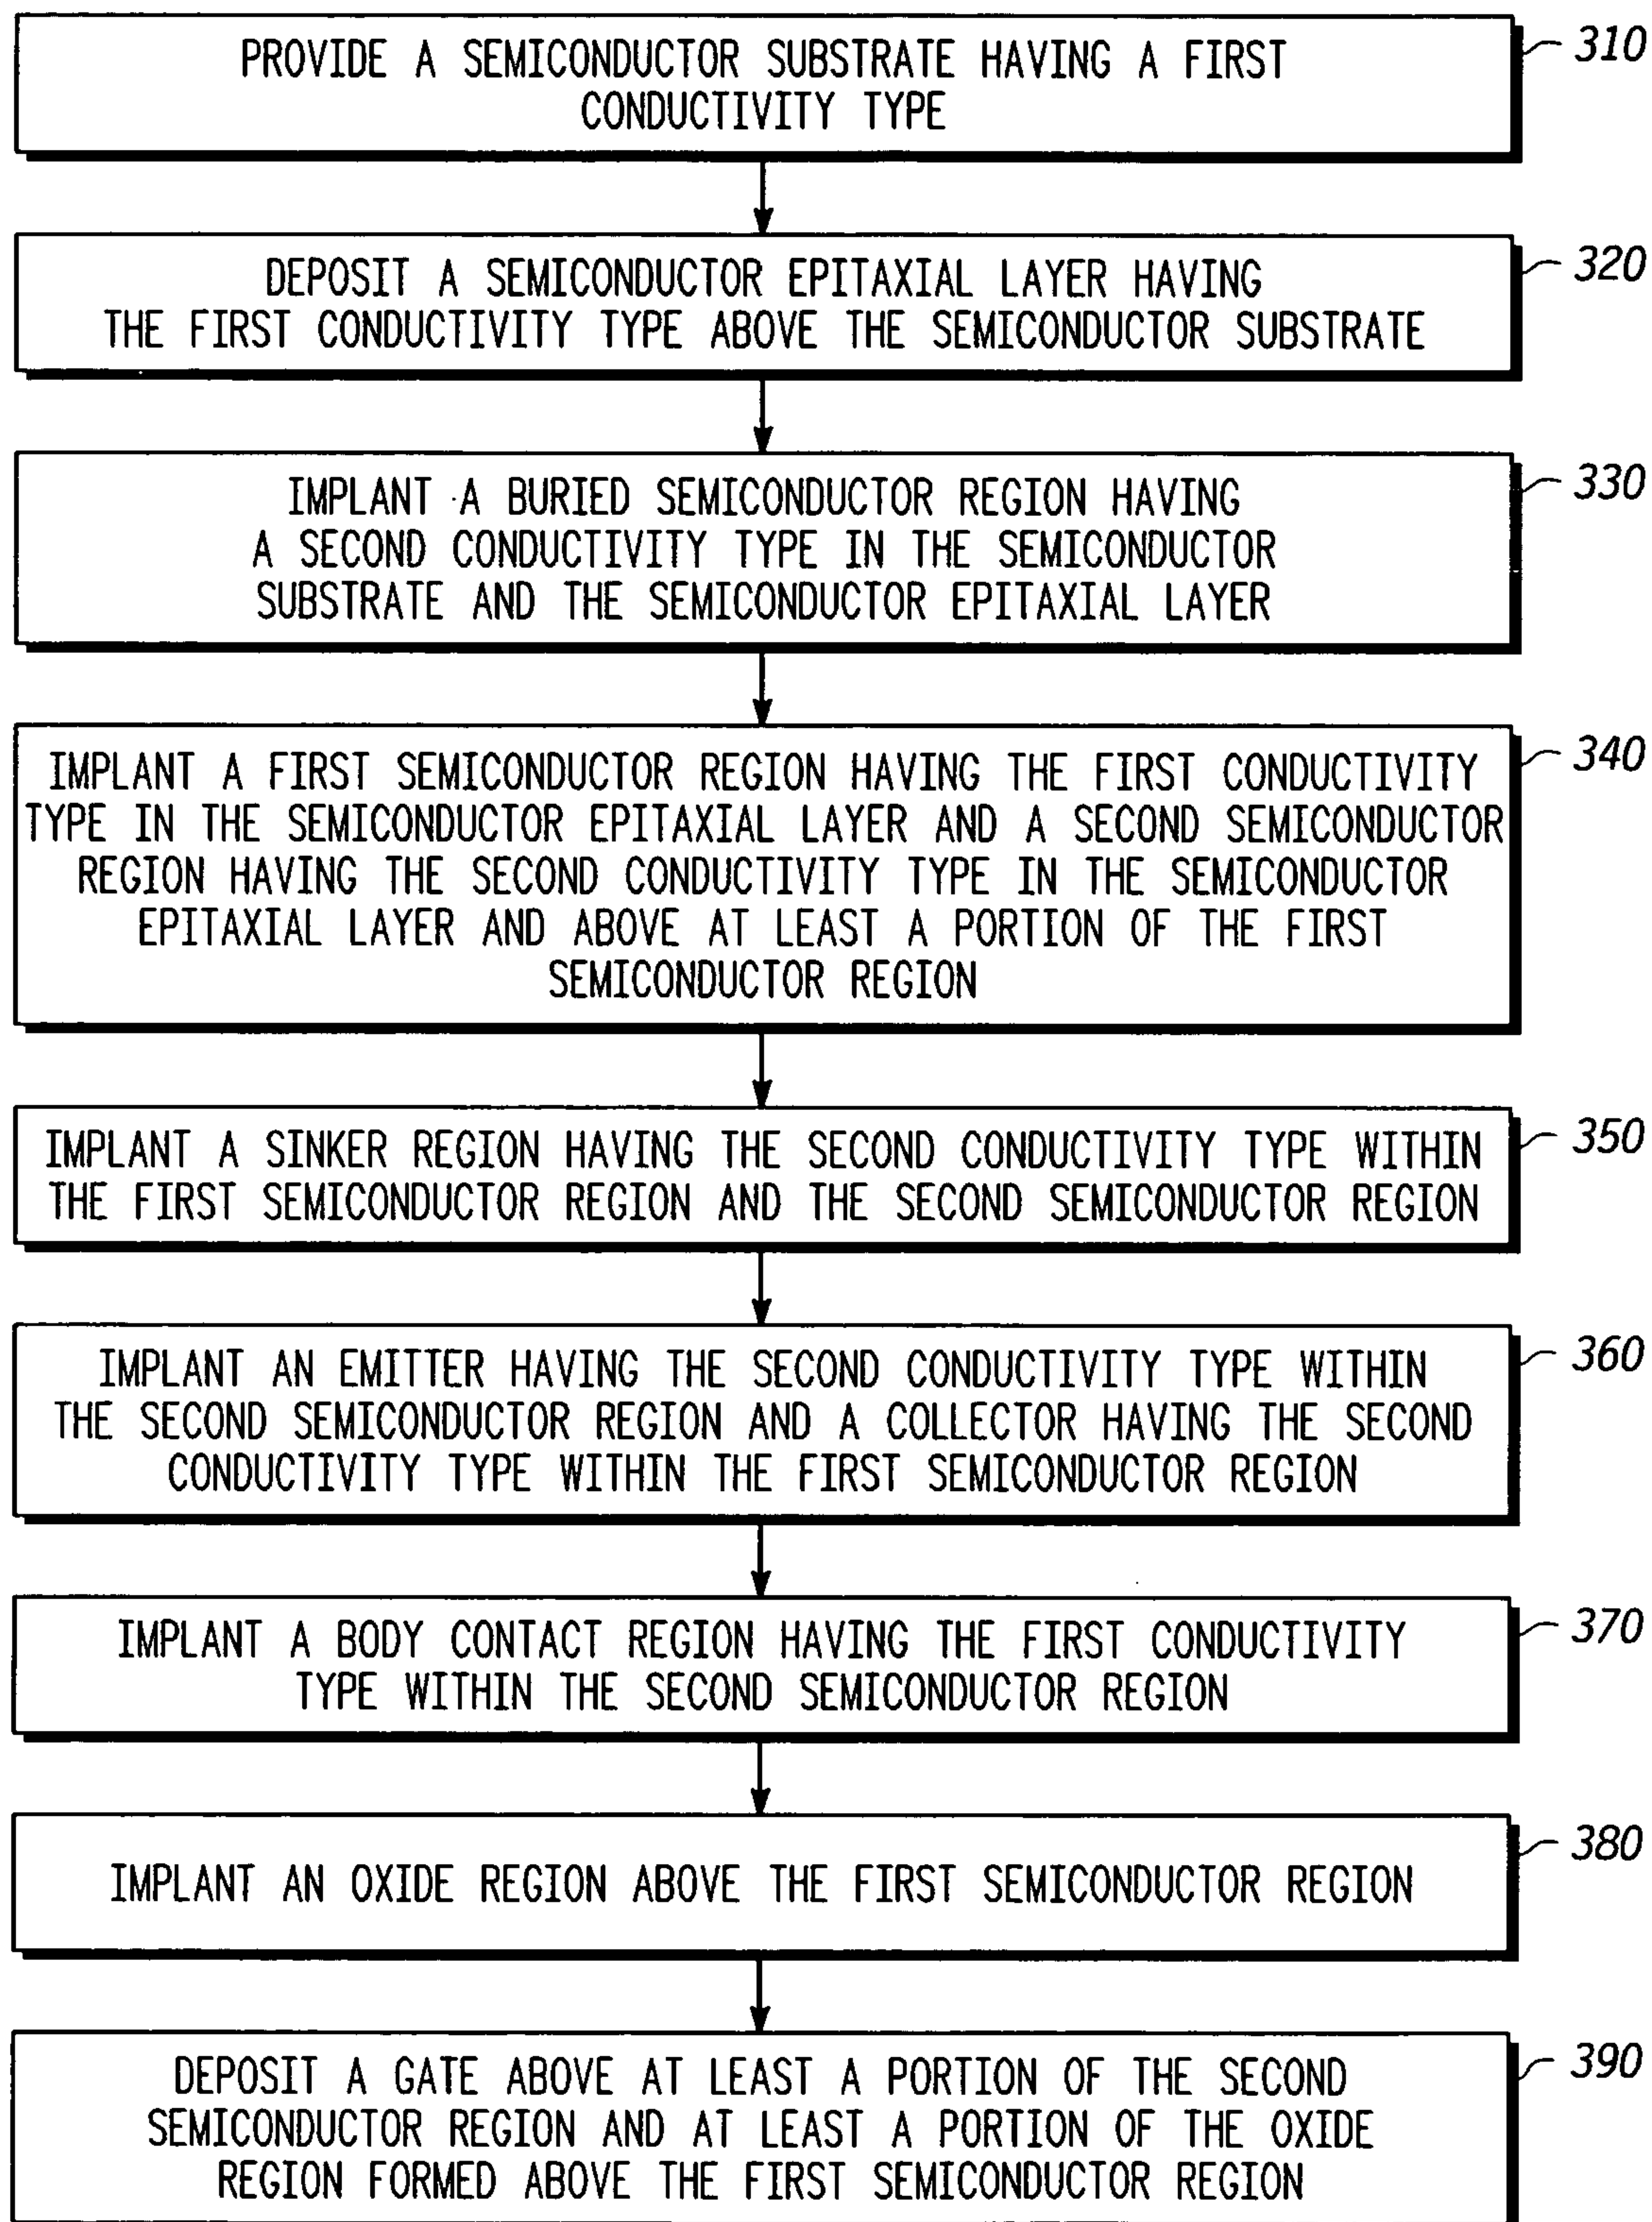 PROVIDE A SEMICONDUCTOR SUBSTRATE HAVING A FIRST
CONDUCTIVITY TYPE
310
DEPOSIT A SEMICONDUCTOR EPITAXIAL LAYER HAVING
THE FIRST CONDUCTIVITY TYPE ABOVE THE SEMICONDUCTOR SUBSTRATE
320
IMPLANT A BURIED SEMICONDUCTOR REGION HAVING
A SECOND CONDUCTIVITY TYPE IN THE SEMICONDUCTOR
SUBSTRATE AND THE SEMICONDUCTOR EPITAXIAL LAYER
330
IMPLANT A FIRST SEMICONDUCTOR REGION HAVING THE FIRST CONDUCTIVITY
TYPE IN THE SEMICONDUCTOR EPITAXIAL LAYER AND A SECOND SEMICONDUCTOR
REGION HAVING THE SECOND CONDUCTIVITY TYPE IN THE SEMICONDUCTOR
EPITAXIAL LAYER AND ABOVE AT LEAST A PORTION OF THE FIRST
SEMICONDUCTOR REGION
340
IMPLANT A SINKER REGION HAVING THE SECOND CONDUCTIVITY TYPE WITHIN
THE FIRST SEMICONDUCTOR REGION AND THE SECOND SEMICONDUCTOR REGION
350
IMPLANT AN EMITTER HAVING THE SECOND CONDUCTIVITY TYPE WITHIN
THE SECOND SEMICONDUCTOR REGION AND A COLLECTOR HAVING THE SECOND
CONDUCTIVITY TYPE WITHIN THE FIRST SEMICONDUCTOR REGION
360
IMPLANT A BODY CONTACT REGION HAVING THE FIRST CONDUCTIVITY
TYPE WITHIN THE SECOND SEMICONDUCTOR REGION
370
IMPLANT AN OXIDE REGION ABOVE THE FIRST SEMICONDUCTOR REGION
380
DEPOSIT A GATE ABOVE AT LEAST A PORTION OF THE SECOND
SEMICONDUCTOR REGION AND AT LEAST A PORTION OF THE OXIDE
REGION FORMED ABOVE THE FIRST SEMICONDUCTOR REGION
390